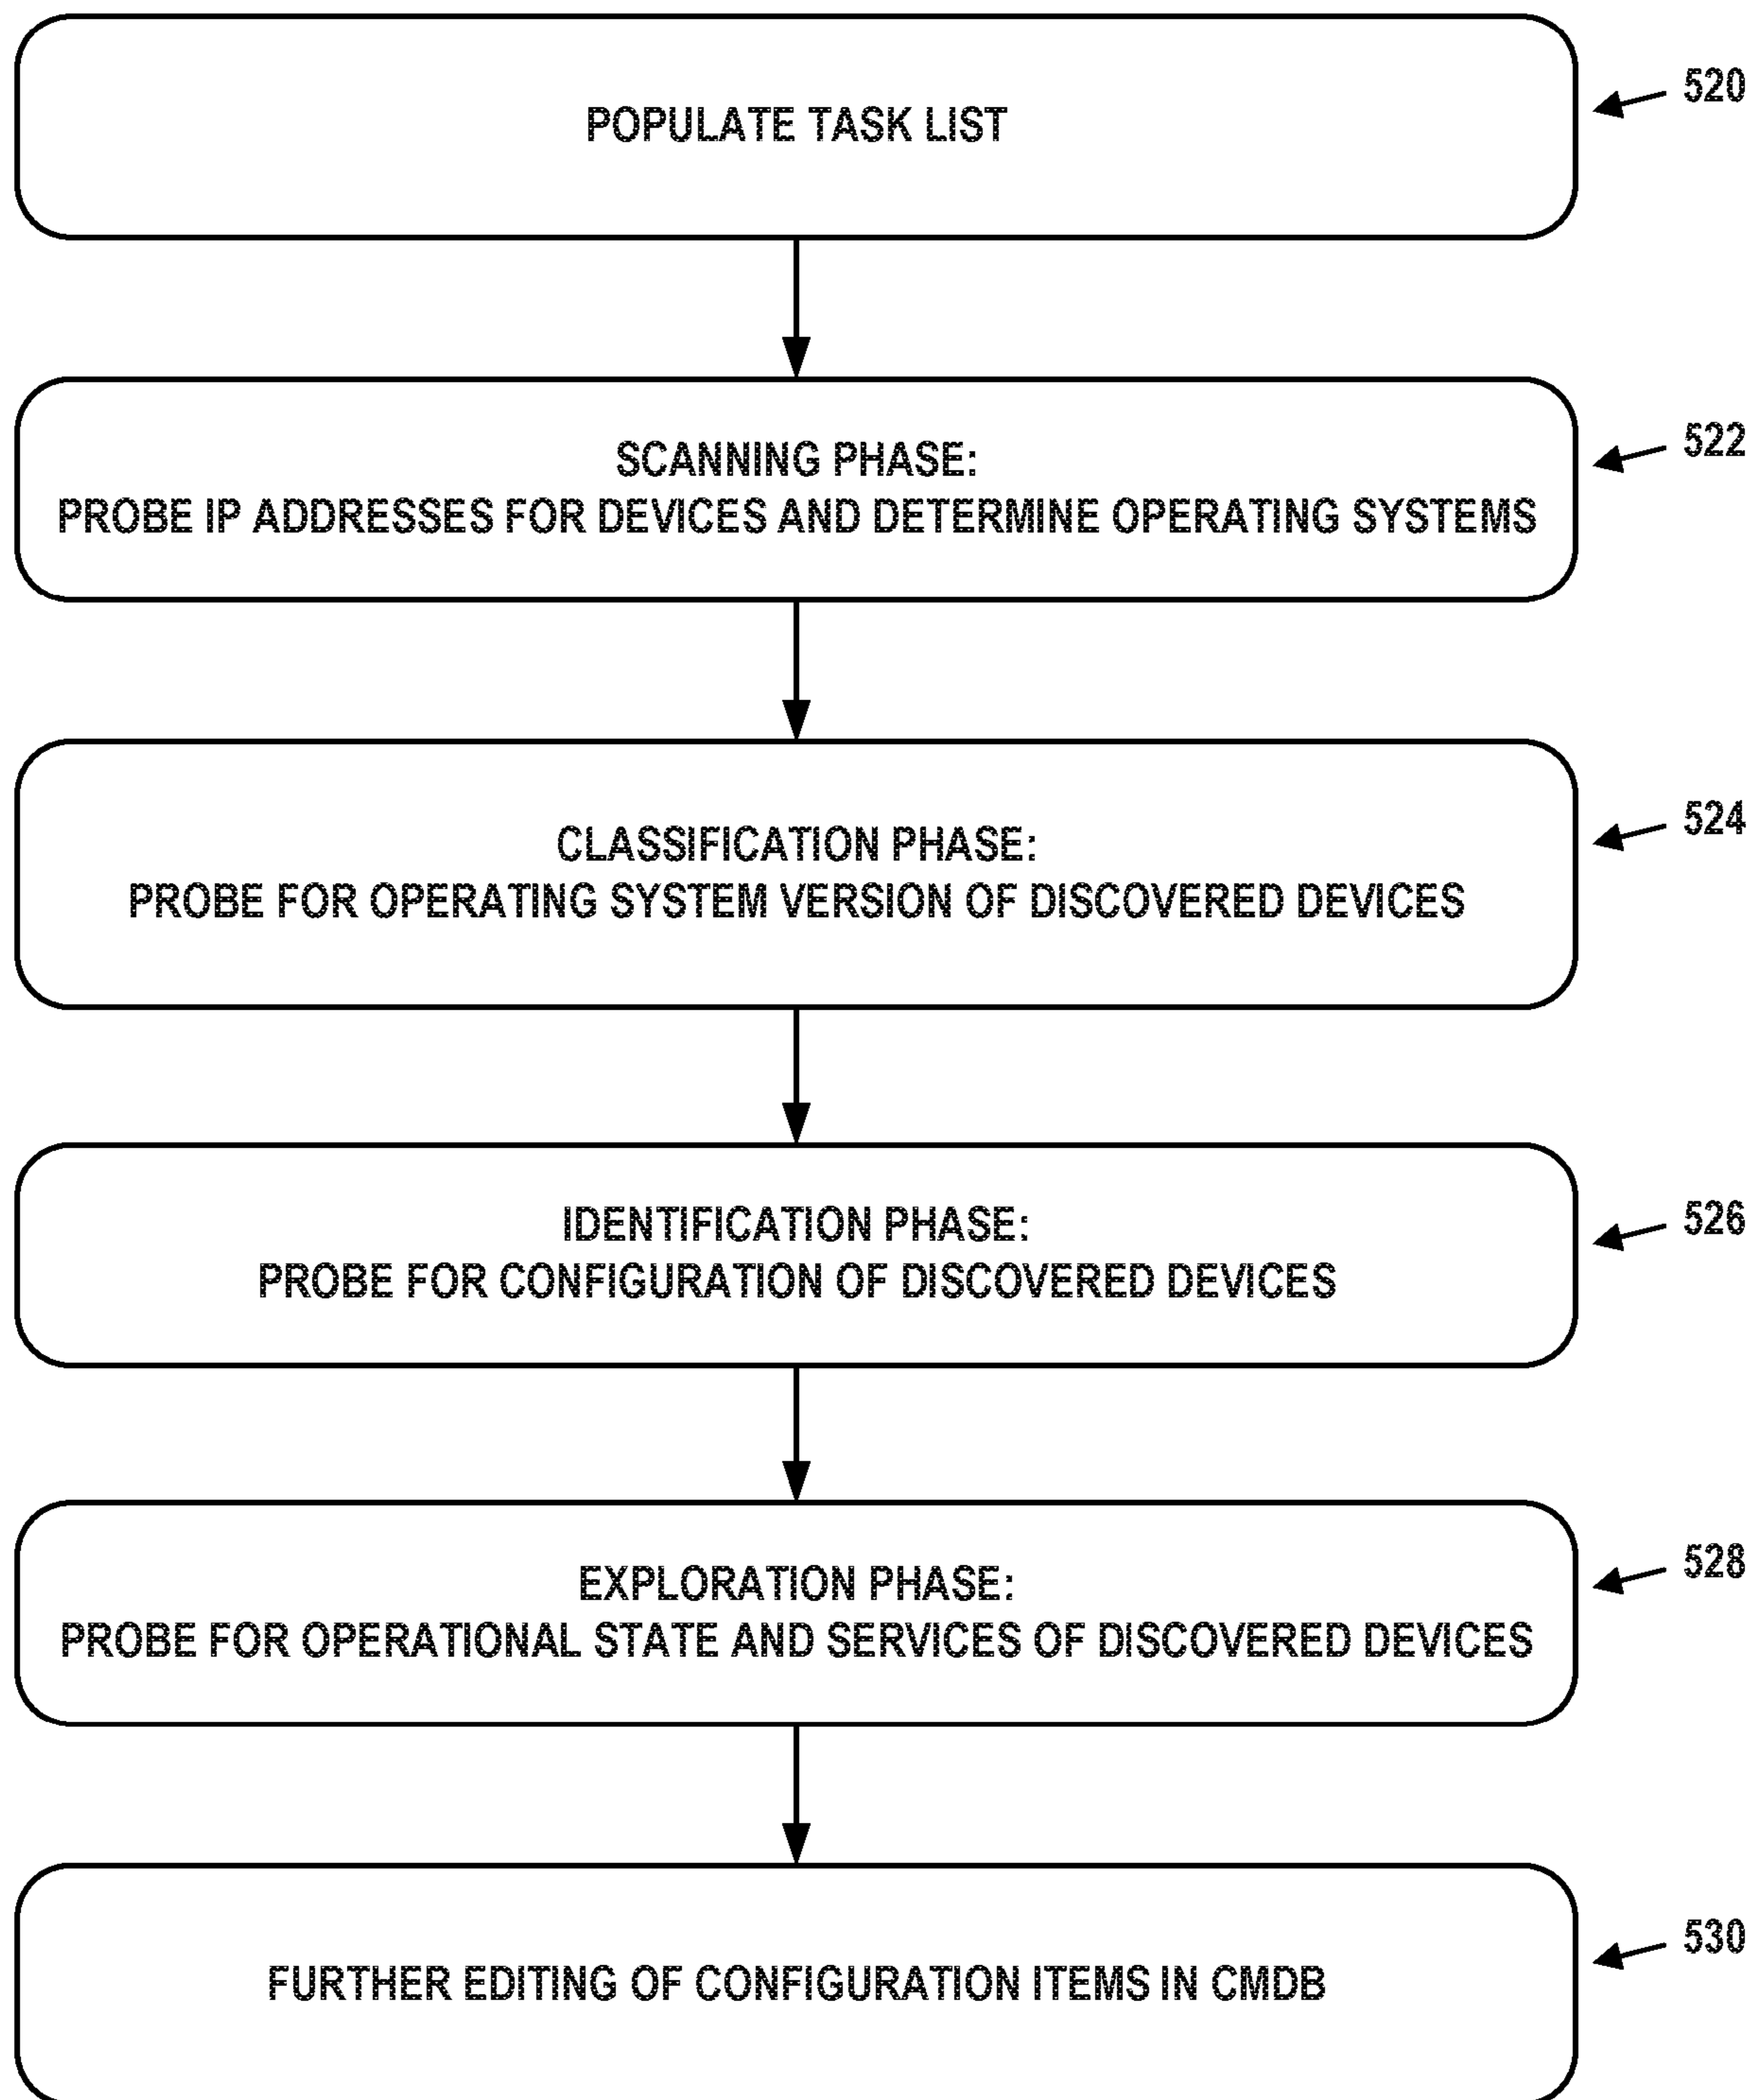 POPULATE TASK LIST
520
SCANNING PHASE:
PROBE IP ADDRESSES FOR DEVICES AND DETERMINE OPERATING SYSTEMS
522
CLASSIFICATION PHASE:
PROBE FOR OPERATING SYSTEM VERSION OF DISCOVERED DEVICES
524
IDENTIFICATION PHASE:
PROBE FOR CONFIGURATION OF DISCOVERED DEVICES
526
EXPLORATION PHASE:
PROBE FOR OPERATIONAL STATE AND SERVICES OF DISCOVERED DEVICES
528
FURTHER EDITING OF CONFIGURATION ITEMS IN CMDB
530